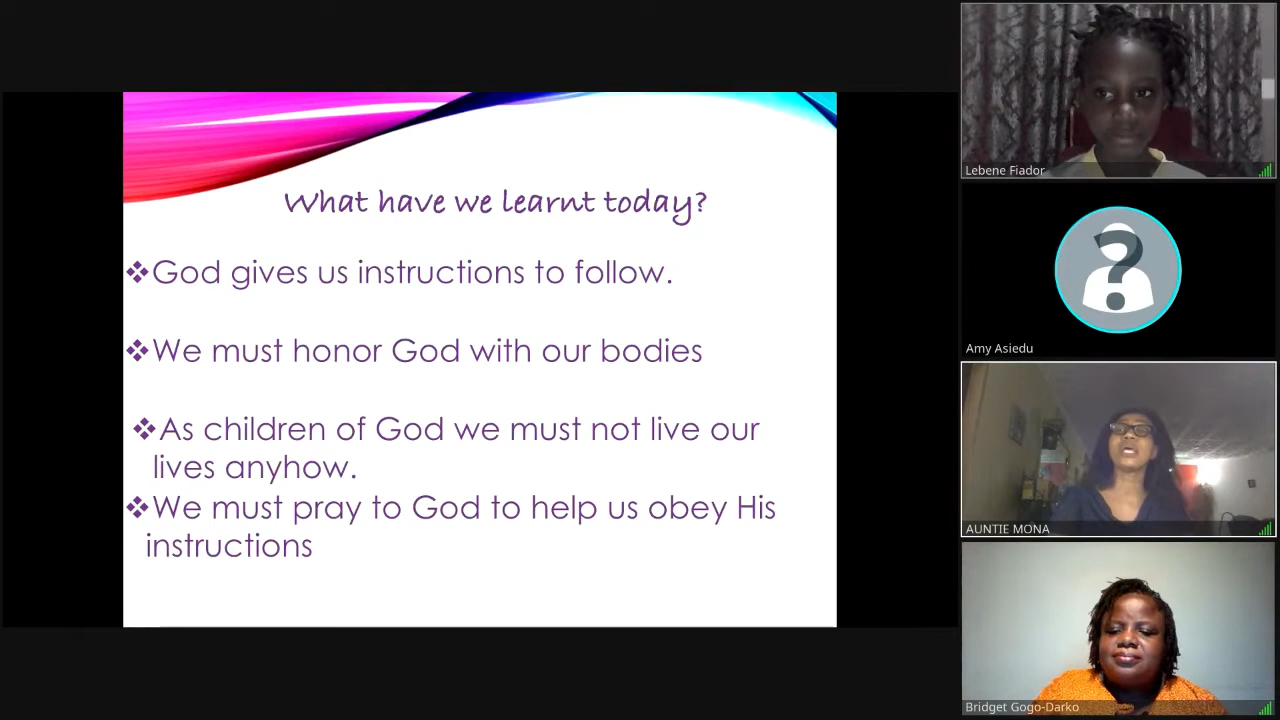 What have we learnt today?
❖God gives us instructions to follow.
❖We must honor God with our bodies
❖As children of God we must not live our
lives anyhow.
❖We must pray to God to help us obey His
instructions
Lebene Fiador
?
Amy Asiedu
AUNTIE MONA
Bridget Gogo-Darko